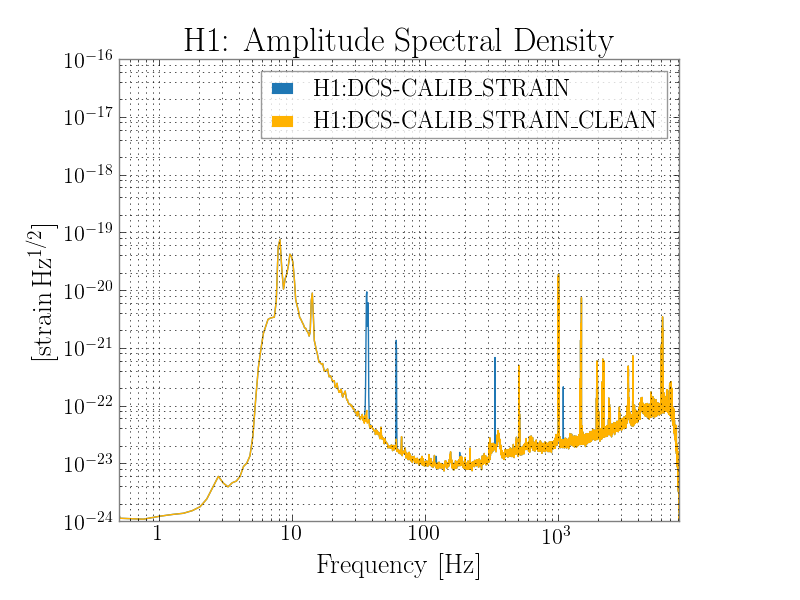 H1: Amplitude Spectral Density
H1:DCS-CALIB_STRAIN
H1:DCS-CALIB_STRAIN_CLEAN
10^−16
10^−17
10^−18
10^−19
10^−20
10^−21
10^−22
10^−23
10^−24
[strain Hz^1/2]
1 10 100 10^3
Frequency [Hz]